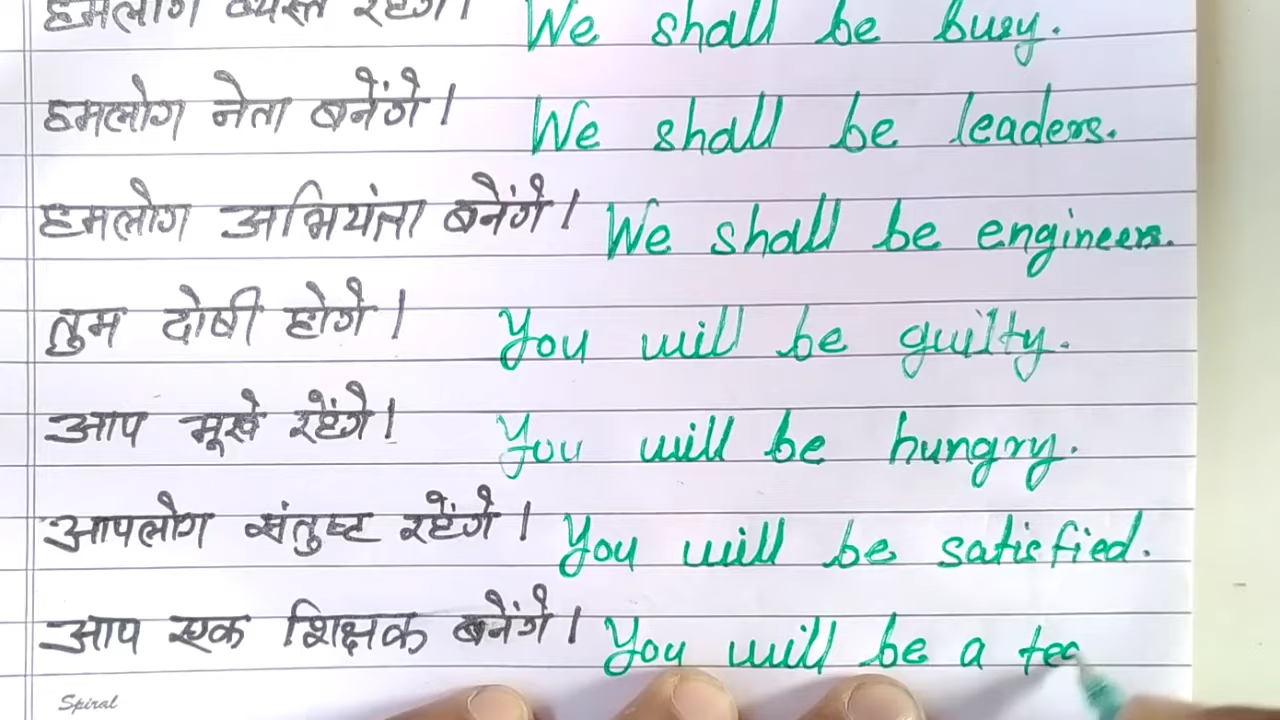 हमलोग व्यस्त रहेंगे। We shall be busy.
हमलोग नेता बनेंगे। We shall be leaders.
हमलोग अभियंता बनेंगे। We shall be engineers.
तुम दोषी होगे। You will be guilty.
आप भूखे रहेंगे। You will be hungry.
आपलोग संतुष्ट रहेंगे। You will be satisfied.
आप एक शिक्षक बनेंगे। You will be a tea
Spiral